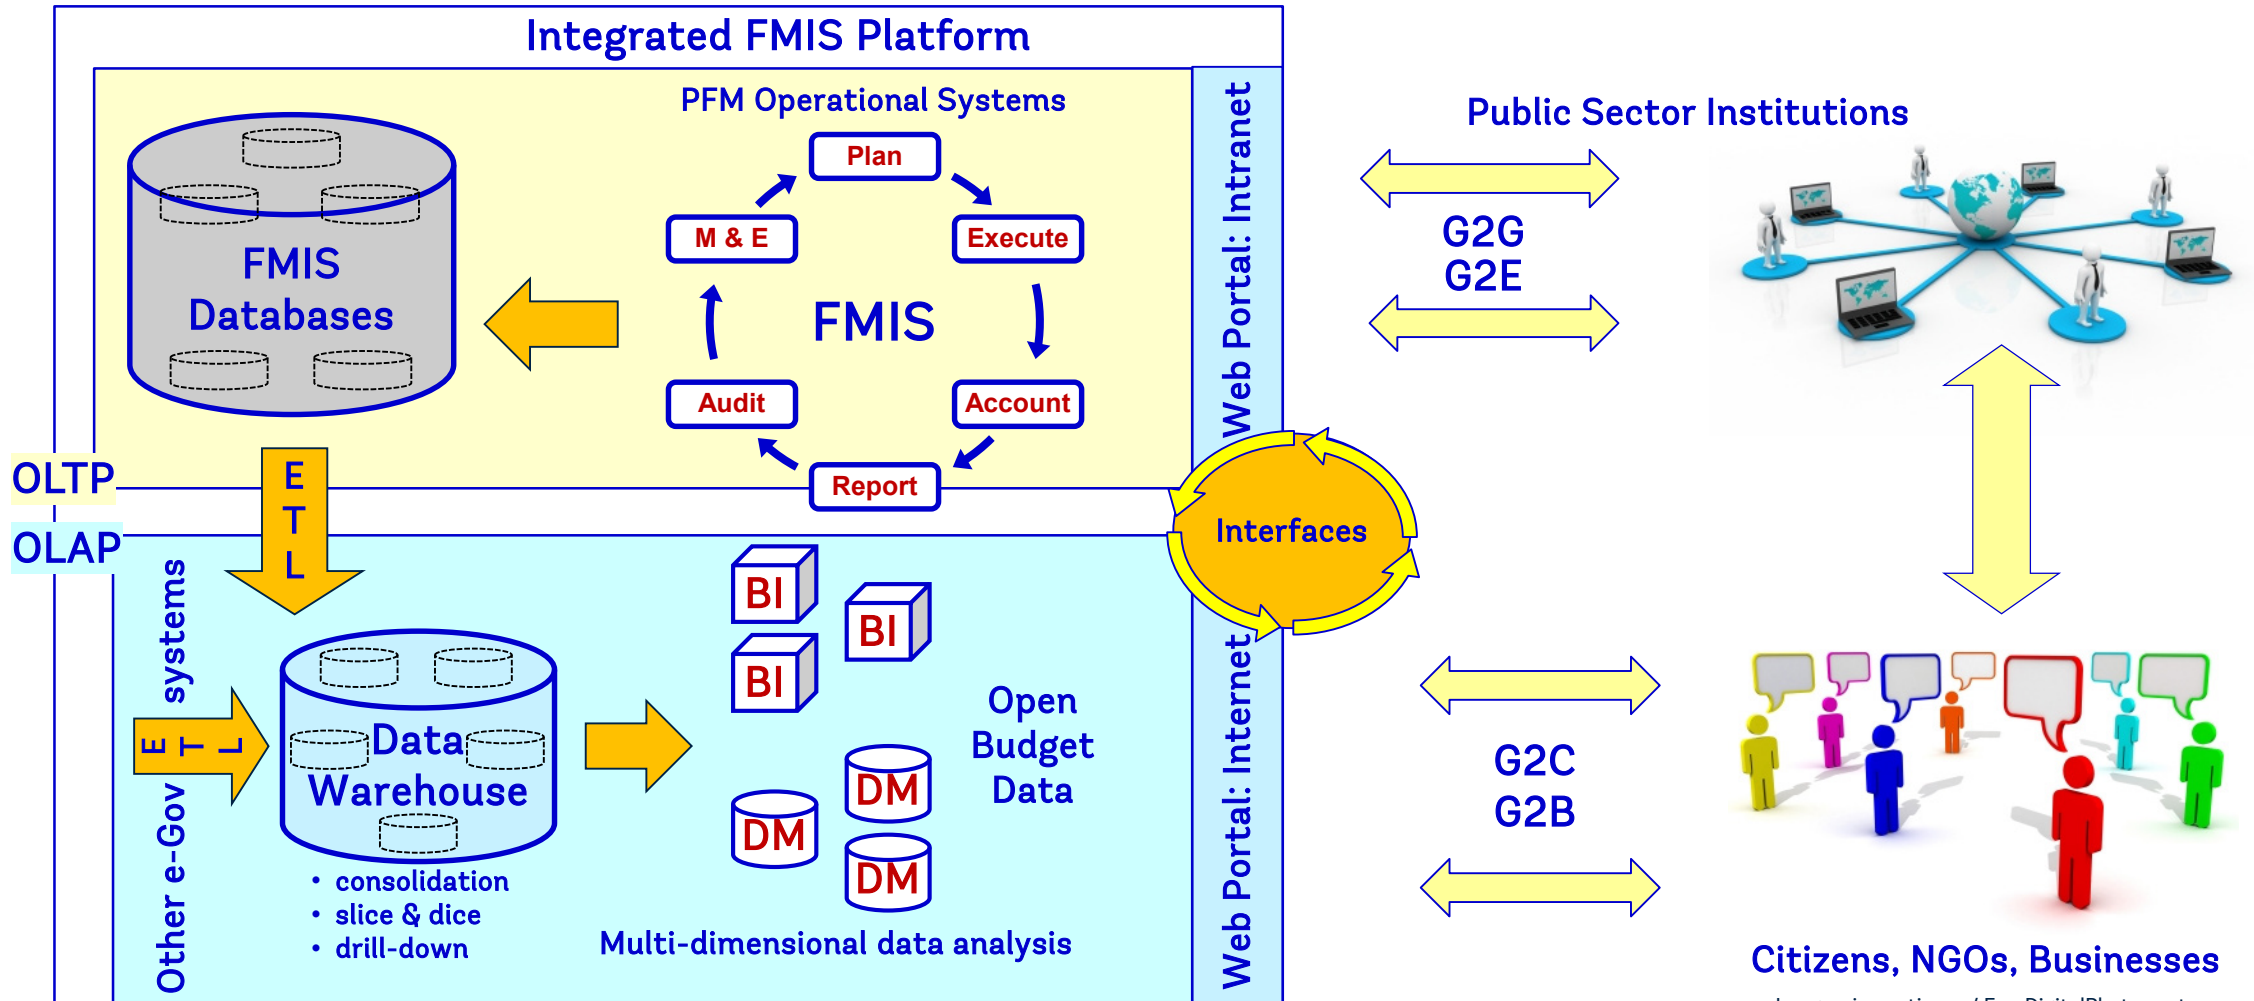 Integrated FMIS Platform
PFM Operational Systems
Plan
M & E
Execute
FMIS
Audit
Account
Report
FMIS
Databases
OLTP
OLAP
E
T
L
Other e-Gov systems
E T L
Data
Warehouse
• consolidation
• slice & dice
• drill-down
BI
BI
BI
DM
DM
DM
Open
Budget
Data
Multi-dimensional data analysis
Web Portal: Intranet
Web Portal: Internet
Interfaces
Public Sector Institutions
G2G
G2E
G2C
G2B
Citizens, NGOs, Businesses